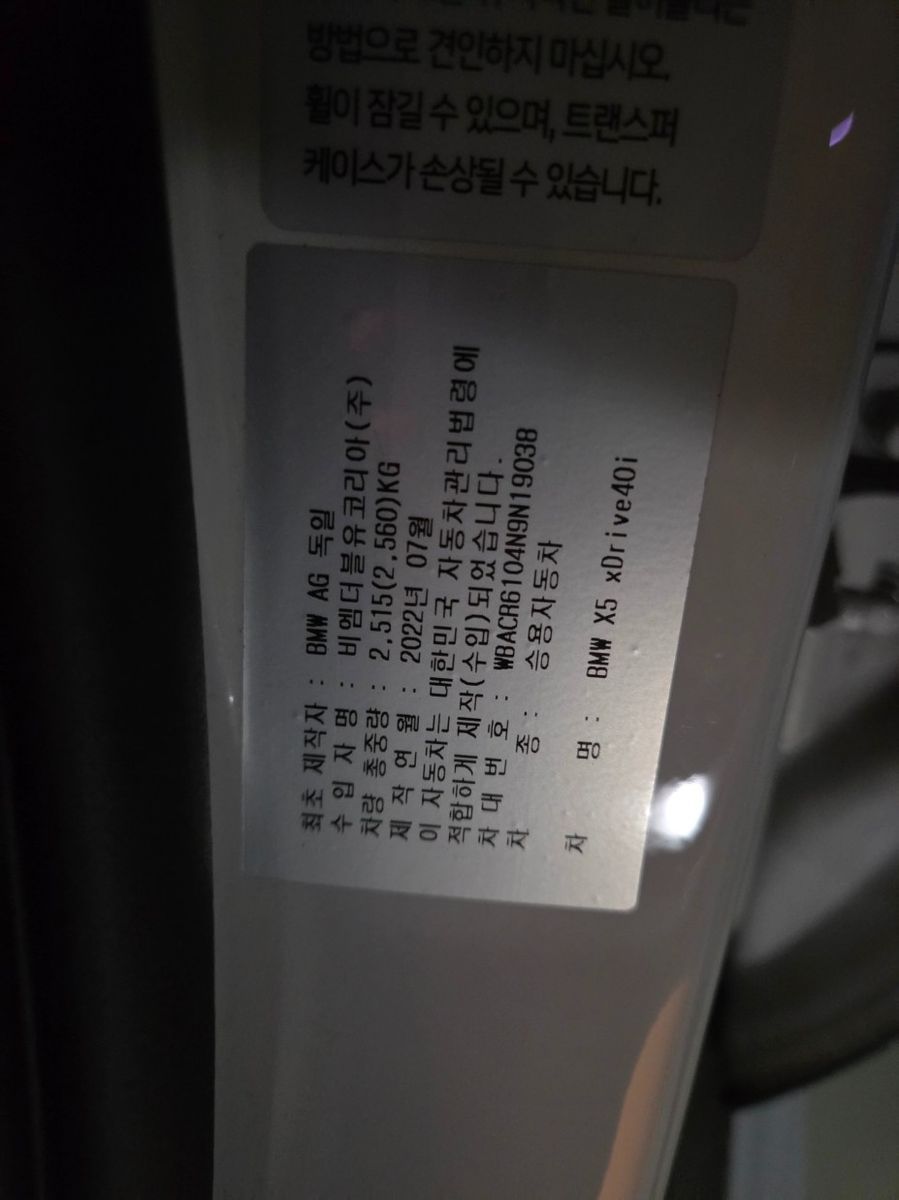 방법으로 견인하지 마십시오.
휠이 잠길 수 있으며, 트랜스퍼
케이스가 손상될 수 있습니다.
최초 제작자 : BMW AG 독일
수 입 자 명 : 비엠더블유코리아(주)
차량 총중량 : 2,515(2,560)KG
제 작 연 월 : 2022년 07월
이 자동차는 대한민국 자동차관리법령에
적합하게 제작(수입)되었습니다.
차 대 번 호 : WBACR6104N9N19038
차 종 : 승용자동차
차 명 : BMW X5 xDrive40i